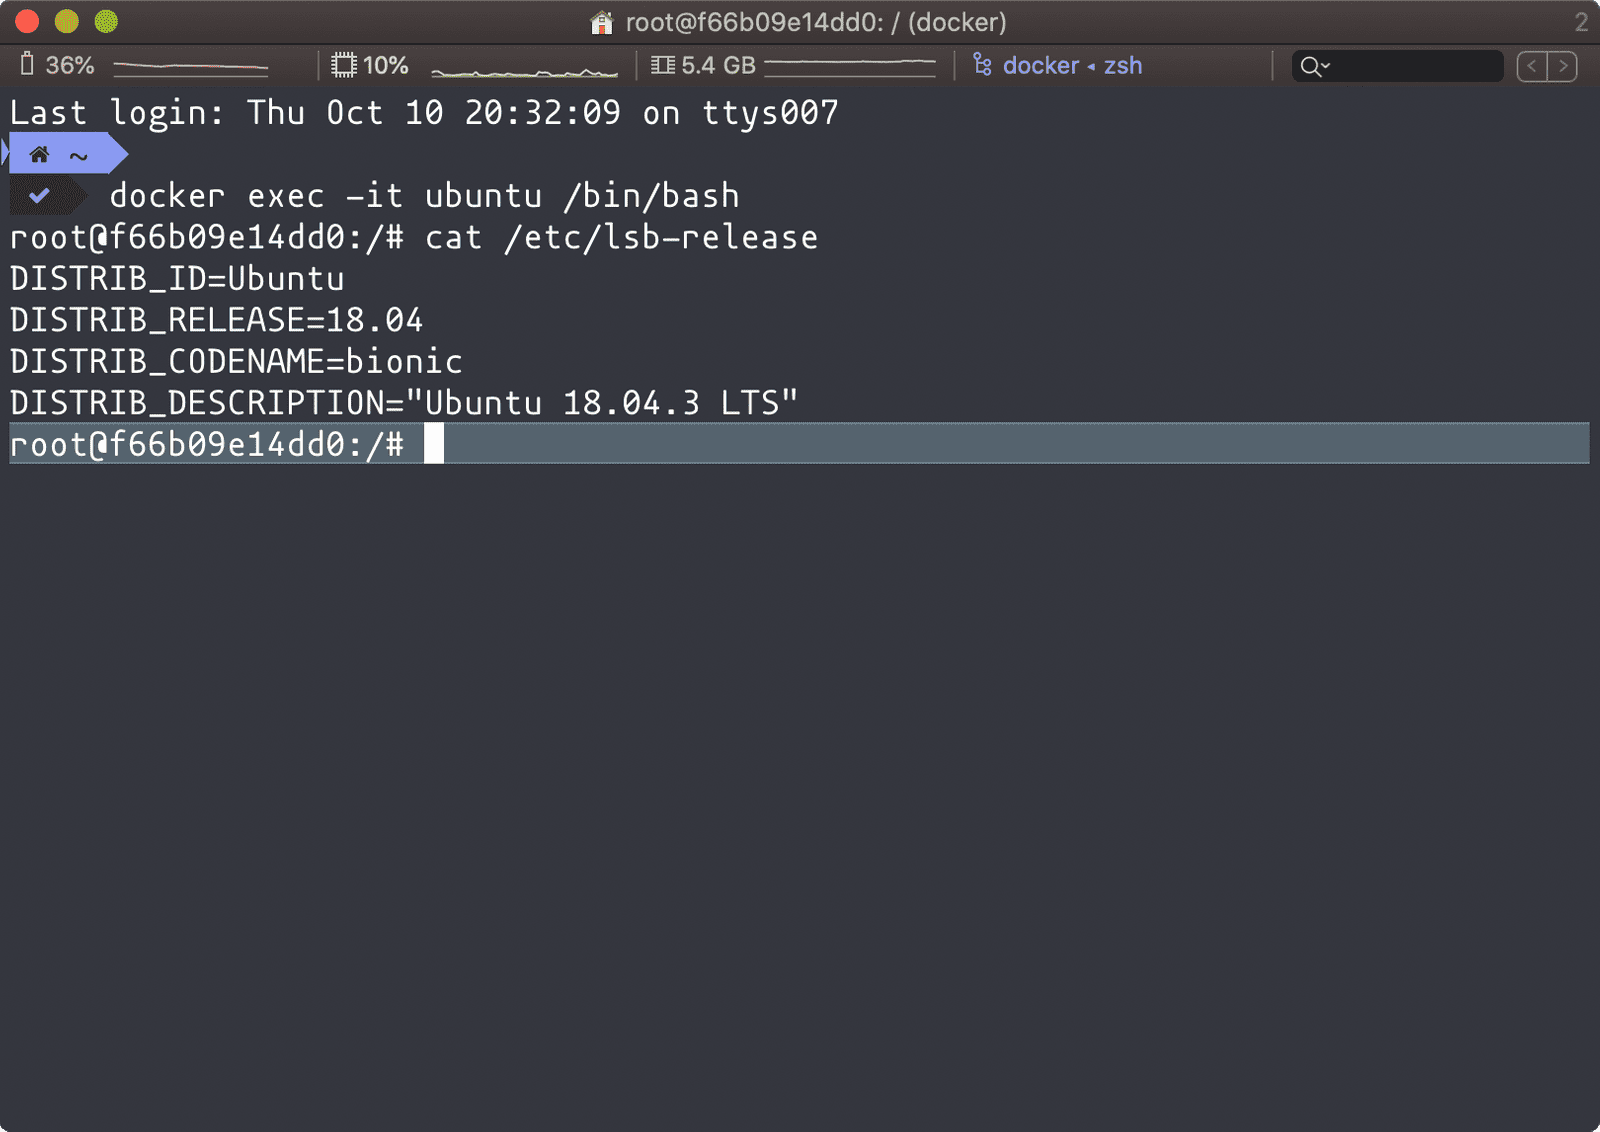 root@f66b09e14dd0: / (docker)
2
36%
10%
5.4 GB
docker ◂ zsh
Last login: Thu Oct 10 20:32:09 on ttys007
~
docker exec -it ubuntu /bin/bash
root@f66b09e14dd0:/# cat /etc/lsb-release
DISTRIB_ID=Ubuntu
DISTRIB_RELEASE=18.04
DISTRIB_CODENAME=bionic
DISTRIB_DESCRIPTION="Ubuntu 18.04.3 LTS"
root@f66b09e14dd0:/#